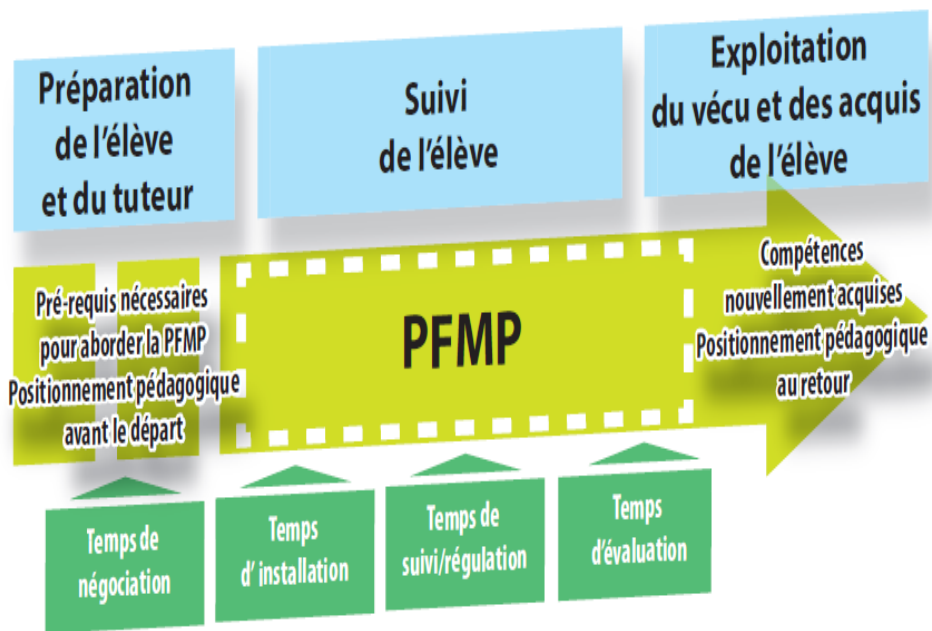 Préparation
de l'élève
et du tuteur
Suivi
de l'élève
Exploitation
du vécu et des acquis
de l'élève
Pré-requis nécessaires
pour aborder la PFMP
Positionnement pédagogique
avant le départ
PFMP
Compétences
nouvellement acquises
Positionnement pédagogique
au retour
Temps de
négociation
Temps
d' installation
Temps de
suivi/régulation
Temps
d'évaluation